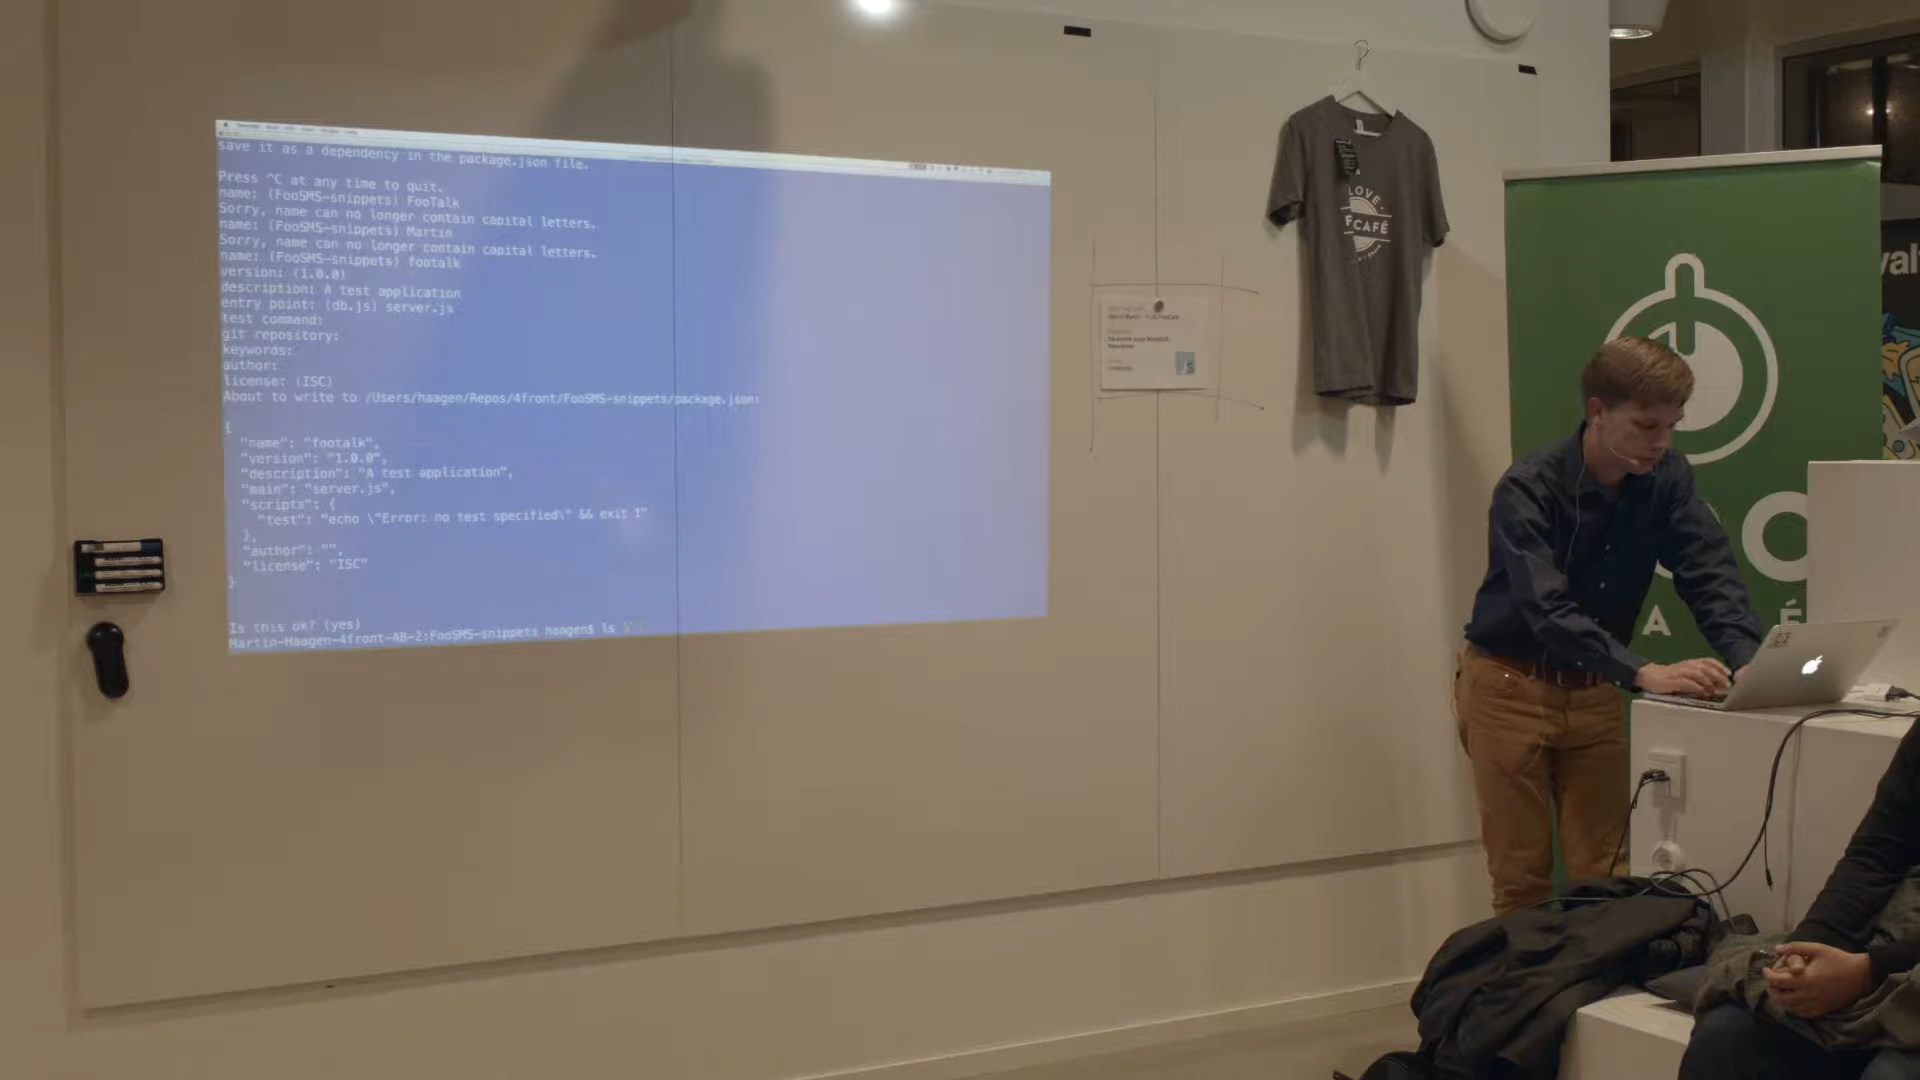 save it as a dependency in the package.json file.
Press ^C at any time to quit.
name: (FooSMS-snippets) FooTalk
Sorry, name can no longer contain capital letters.
name: (FooSMS-snippets) Martin
Sorry, name can no longer contain capital letters.
name: (FooSMS-snippets) footalk
version: (1.0.0)
description: A test application
entry point: (db.js) server.js
test command:
git repository:
keywords:
author:
license: (ISC)
About to write to /Users/haagen/Repos/4front/FooSMS-snippets/package.json:
{
"name": "footalk",
"version": "1.0.0",
"description": "A test application",
"main": "server.js",
"scripts": {
"test": "echo \"Error: no test specified\" && exit 1"
},
"author": "",
"license": "ISC"
}
Is this ok? (yes)
Martin-Haagen-4front-AB-2:FooSMS-snippets haagen$ ls
LOVE
FCAFÉ
JS
O
A É
val